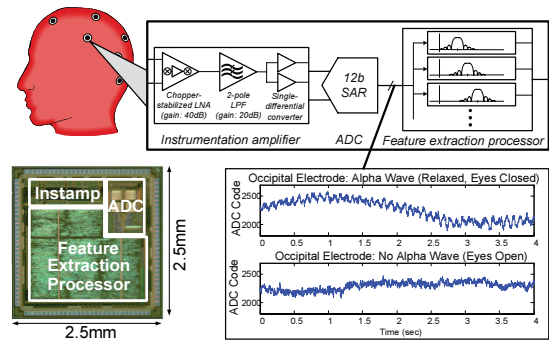 Chopper-
stabilized LNA
(gain: 40dB)
2-pole
LPF
(gain: 20dB)
Single-
differential
converter
12b
SAR
Instrumentation amplifier
ADC
Feature extraction processor
Instamp
ADC
Feature
Extraction
Processor
2.5mm
2.5mm
Occipital Electrode: Alpha Wave (Relaxed, Eyes Closed)
ADC Code
2500
2000
0 0.5 1 1.5 2 2.5 3 3.5 4
Occipital Electrode: No Alpha Wave (Eyes Open)
ADC Code
2200
1800
0 0.5 1 1.5 2 2.5 3 3.5 4
Time (sec)